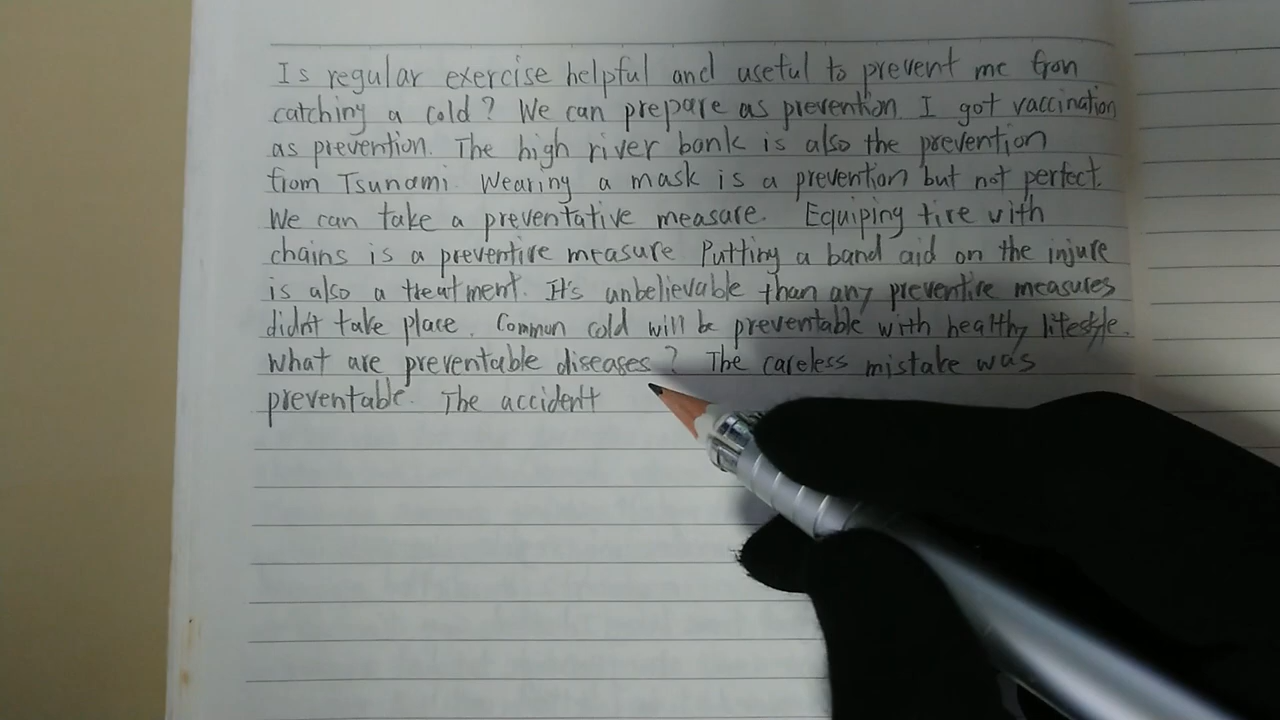 Is regular exercise helpful and useful to prevent me from
catching a cold? We can prepare as prevention. I got vaccination
as prevention. The high river bank is also the prevention
from Tsunami. Wearing a mask is a prevention but not perfect.
We can take a preventative measure. Equiping tire with
chains is a preventive measure Putting a band aid on the injure
is also a treatment. It's unbelievable than any preventive measures
didn't take place. Common cold will be preventable with healthy lifestyle.
What are preventable diseases? The careless mistake was
preventable. The accident